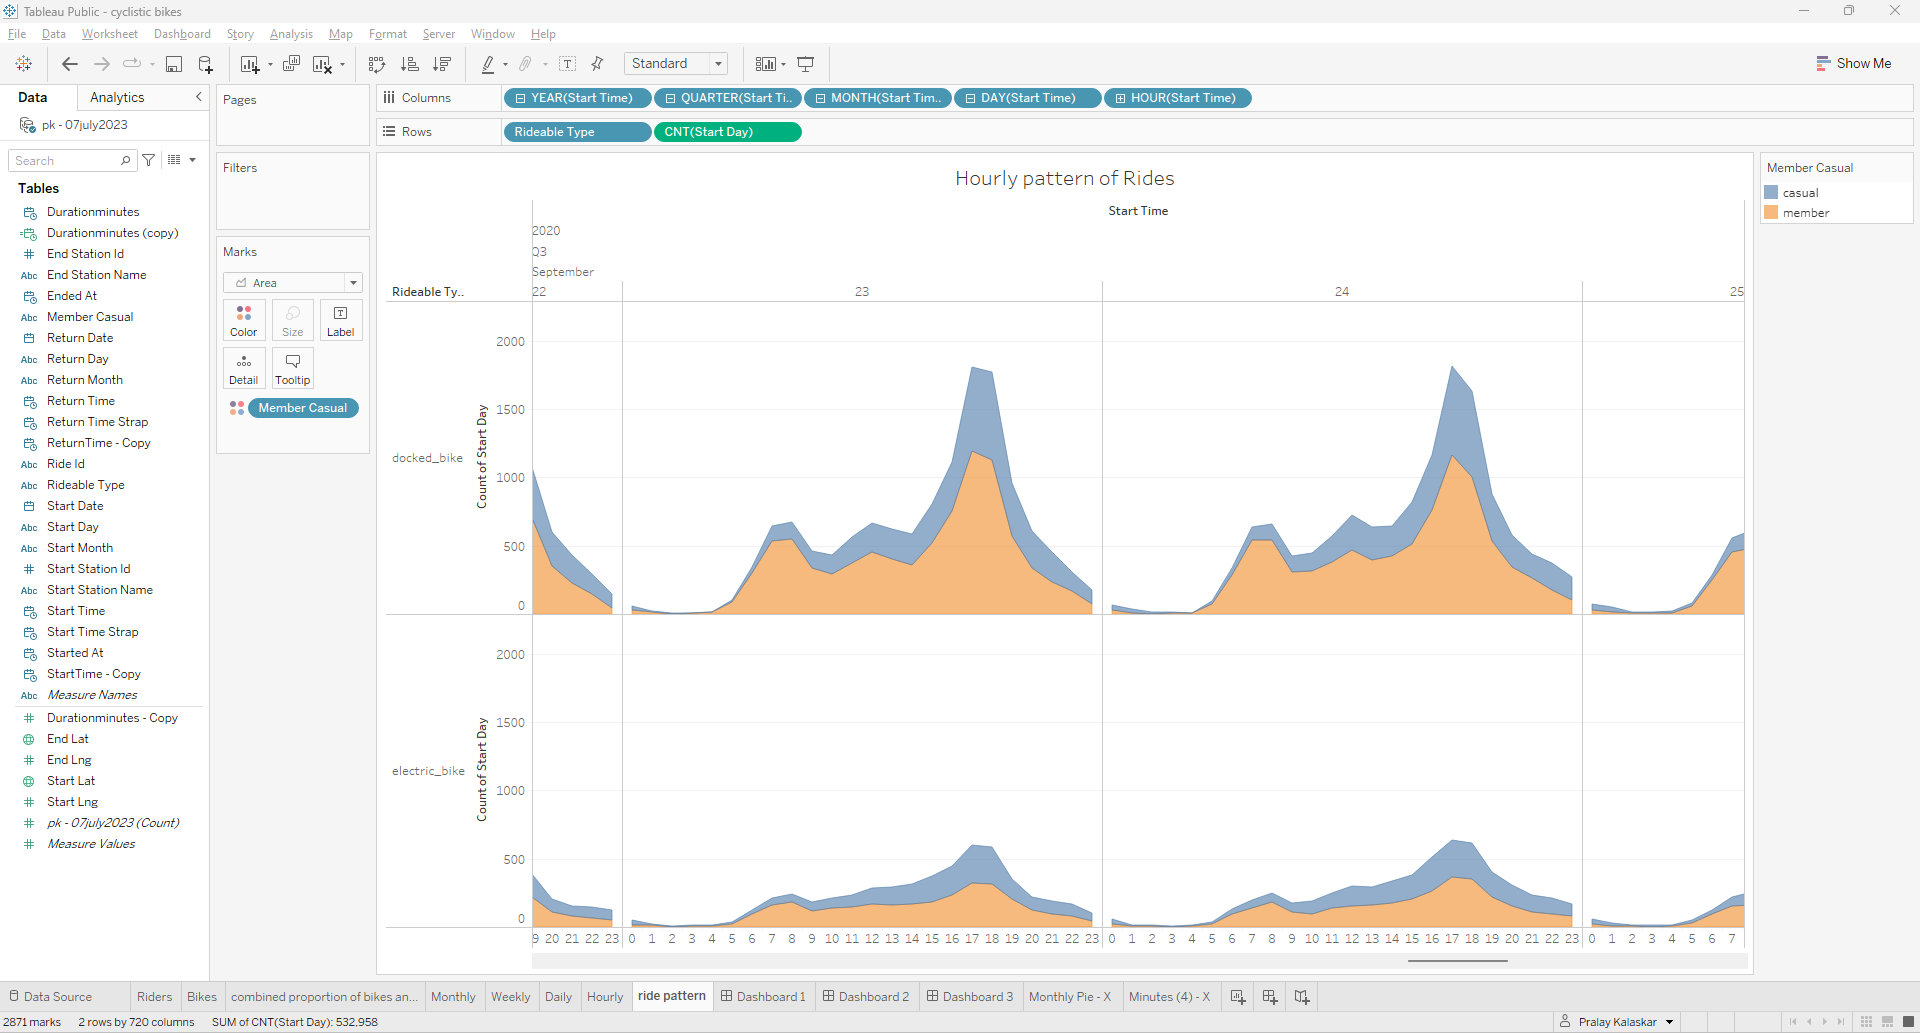 Tableau Public - cyclistic bikes
File Data Worksheet Dashboard Story Analysis Map Format Server Window Help
Standard
Show Me
Data Analytics
pk - 07july2023
Search
Tables
Durationminutes
Durationminutes (copy)
End Station Id
Abc End Station Name
Ended At
Abc Member Casual
Return Date
Abc Return Day
Abc Return Month
Return Time
Return Time Strap
ReturnTime - Copy
Abc Ride Id
Abc Rideable Type
Start Date
Abc Start Day
Abc Start Month
Start Station Id
Abc Start Station Name
Start Time
Start Time Strap
Started At
StartTime - Copy
Abc Measure Names
Durationminutes - Copy
End Lat
End Lng
Start Lat
Start Lng
pk - 07july2023 (Count)
Measure Values
Pages
Filters
Marks
Area
Color Size Label
Detail Tooltip
Member Casual
Columns YEAR(Start Time) QUARTER(Start Ti.. MONTH(Start Tim.. DAY(Start Time) HOUR(Start Time)
Rows Rideable Type CNT(Start Day)
Hourly pattern of Rides
Start Time
2020
Q3
September
Rideable Ty.. 22 23 24 25
docked_bike
Count of Start Day
2000
1500
1000
500
0
electric_bike
Count of Start Day
2000
1500
1000
500
0
9 20 21 22 23 0 1 2 3 4 5 6 7 8 9 10 11 12 13 14 15 16 17 18 19 20 21 22 23 0 1 2 3 4 5 6 7 8 9 10 11 12 13 14 15 16 17 18 19 20 21 22 23 0 1 2 3 4 5 6 7
Member Casual
casual
member
Data Source Riders Bikes combined proportion of bikes an... Monthly Weekly Daily Hourly ride pattern Dashboard 1 Dashboard 2 Dashboard 3 Monthly Pie - X Minutes (4) - X
2871 marks 2 rows by 720 columns SUM of CNT(Start Day): 532,958 Pralay Kalaskar